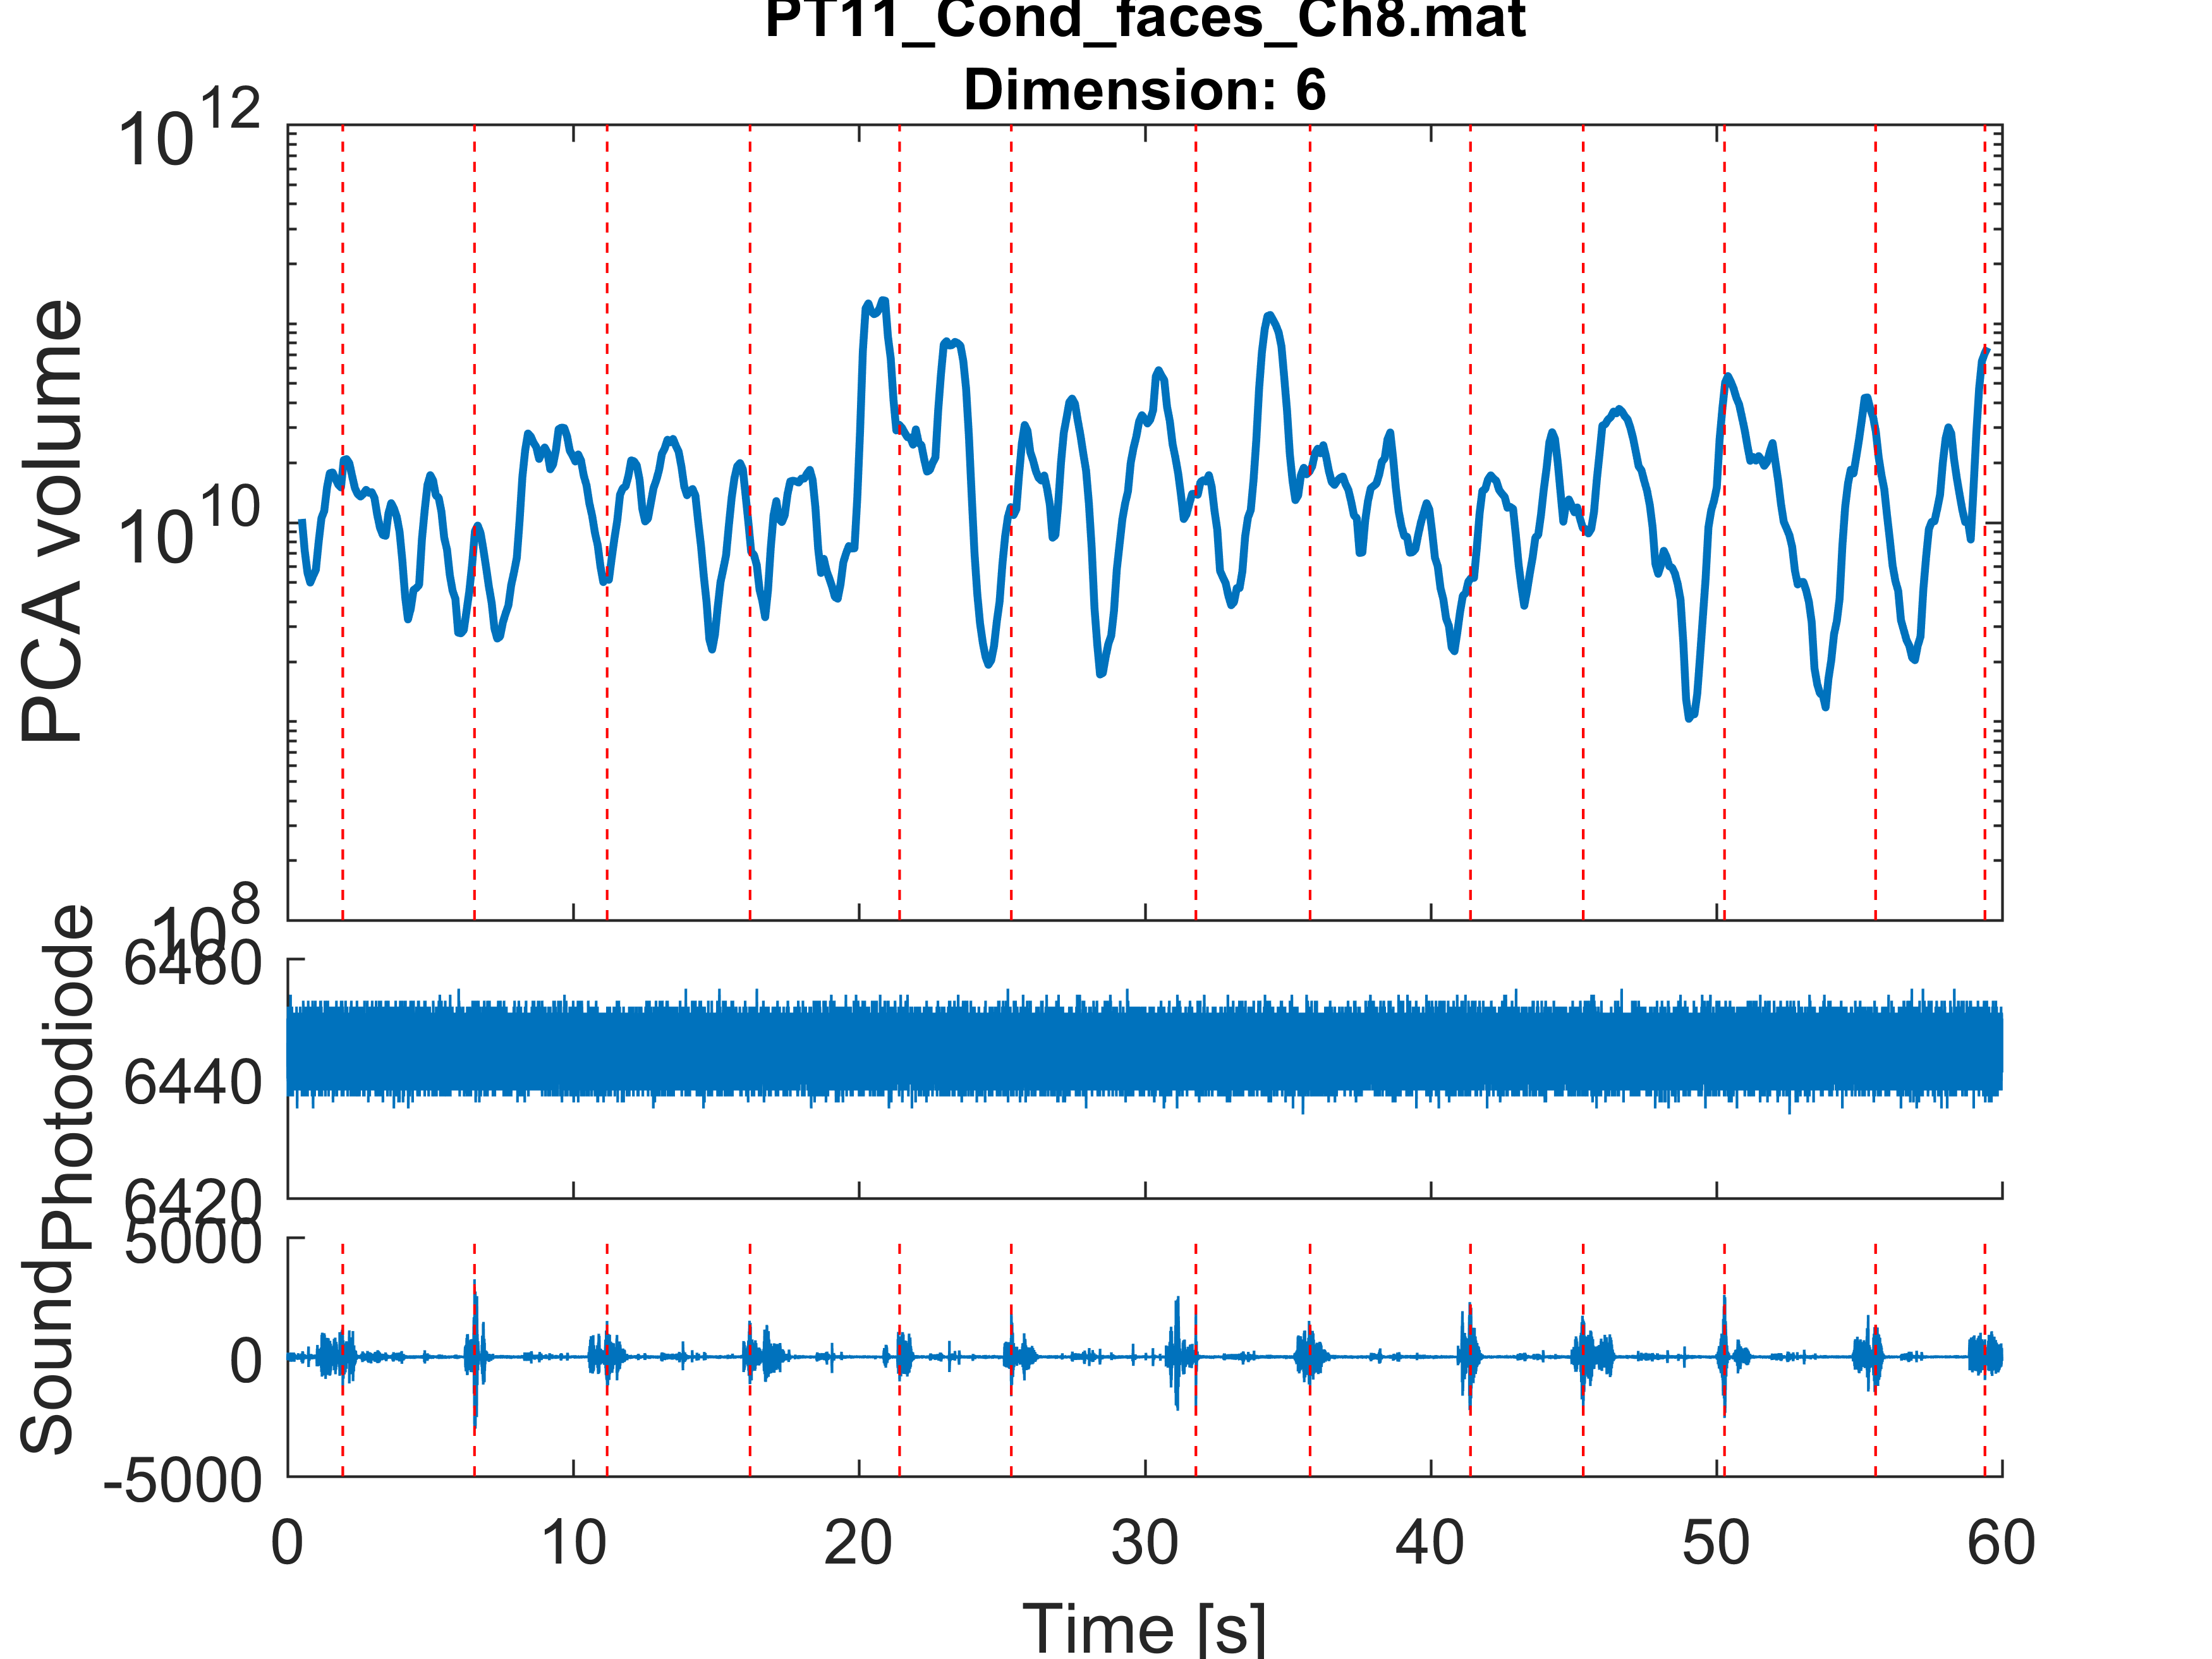 PT11_Cond_faces_Ch8.mat
Dimension: 6
PCA volume
10^12
10^10
10^8
Photodiode
6460
6440
6420
Sound
5000
0
-5000
0 10 20 30 40 50 60
Time [s]